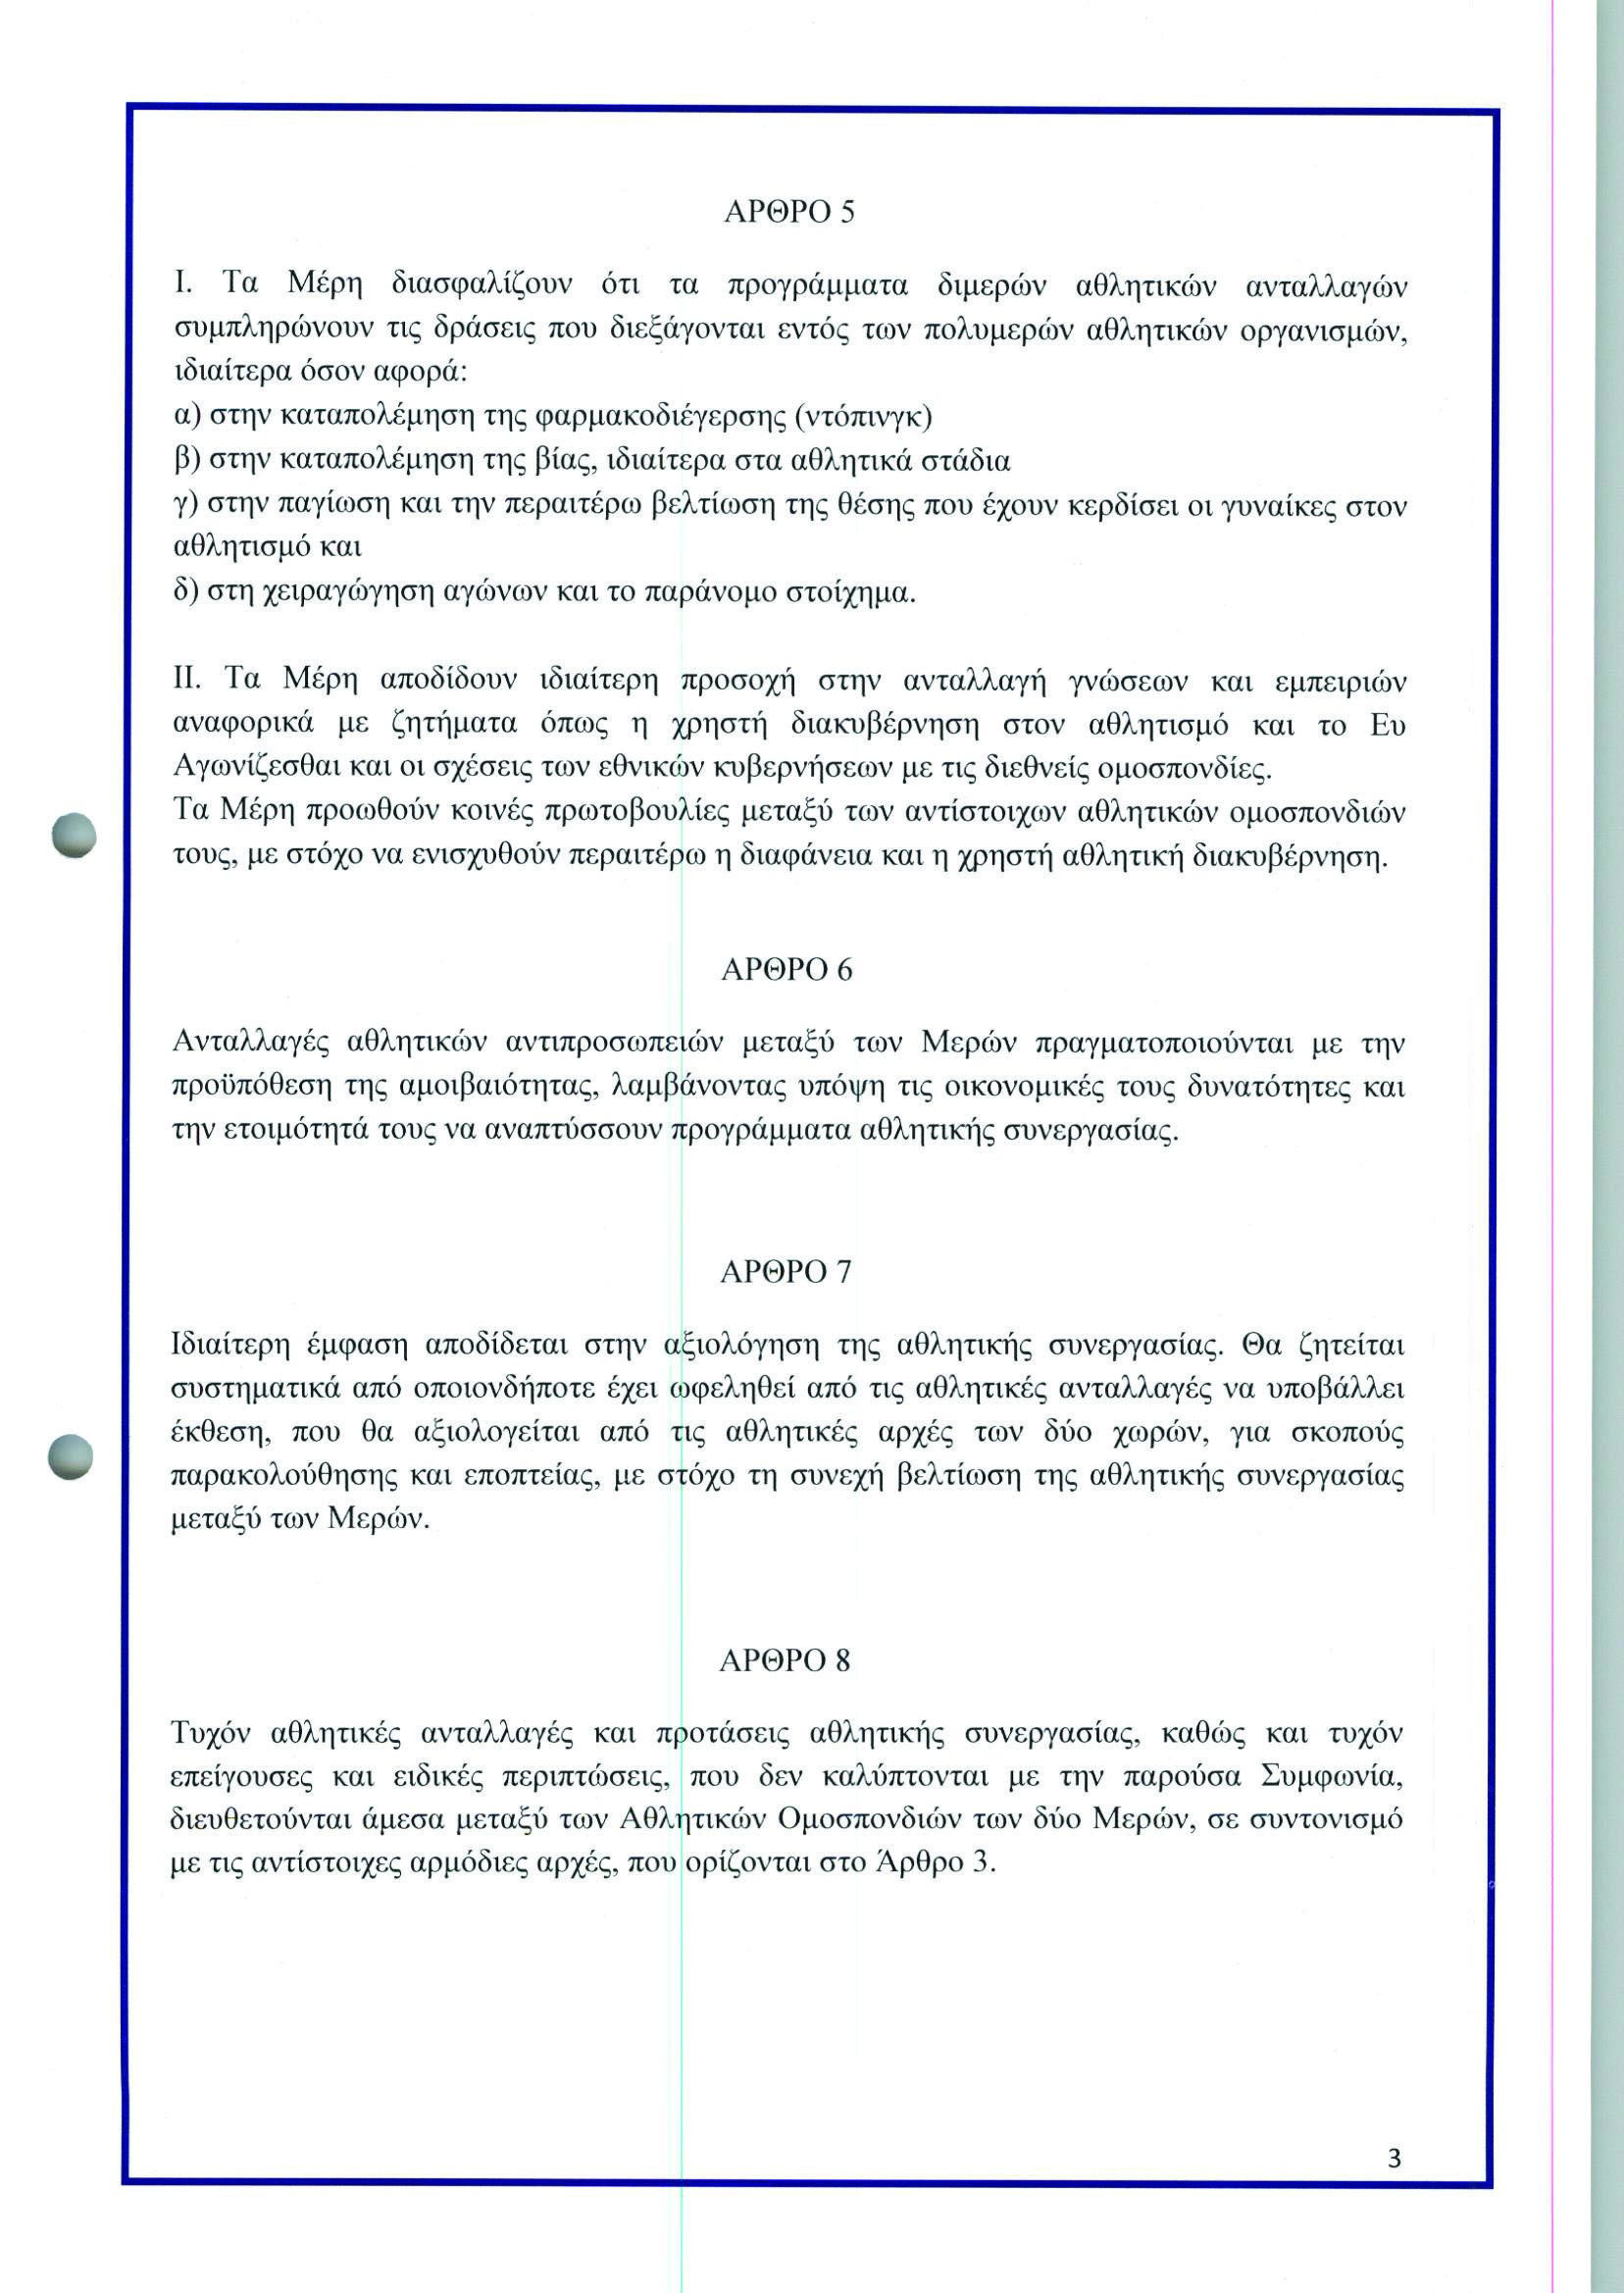 ΑΡΘΡΟ 5
Ι. Τα Μέρη διασφαλίζουν ότι τα προγράμματα διμερών αθλητικών ανταλλαγών
συμπληρώνουν τις δράσεις που διεξάγονται εντός των πολυμερών αθλητικών οργανισμών,
ιδιαίτερα όσον αφορά:
α) στην καταπολέμηση της φαρμακοδιέγερσης (ντόπινγκ)
β) στην καταπολέμηση της βίας, ιδιαίτερα στα αθλητικά στάδια
γ) στην παγίωση και την περαιτέρω βελτίωση της θέσης που έχουν κερδίσει οι γυναίκες στον
αθλητισμό και
δ) στη χειραγώγηση αγώνων και το παράνομο στοίχημα.
ΙΙ. Τα Μέρη αποδίδουν ιδιαίτερη προσοχή στην ανταλλαγή γνώσεων και εμπειριών
αναφορικά με ζητήματα όπως η χρηστή διακυβέρνηση στον αθλητισμό και το Ευ
Αγωνίζεσθαι και οι σχέσεις των εθνικών κυβερνήσεων με τις διεθνείς ομοσπονδίες.
Τα Μέρη προωθούν κοινές πρωτοβουλίες μεταξύ των αντίστοιχων αθλητικών ομοσπονδιών
τους, με στόχο να ενισχυθούν περαιτέρω η διαφάνεια και η χρηστή αθλητική διακυβέρνηση.
ΑΡΘΡΟ 6
Ανταλλαγές αθλητικών αντιπροσωπειών μεταξύ των Μερών πραγματοποιούνται με την
προϋπόθεση της αμοιβαιότητας, λαμβάνοντας υπόψη τις οικονομικές τους δυνατότητες και
την ετοιμότητά τους να αναπτύσσουν προγράμματα αθλητικής συνεργασίας.
ΑΡΘΡΟ 7
Ιδιαίτερη έμφαση αποδίδεται στην αξιολόγηση της αθλητικής συνεργασίας. Θα ζητείται
συστηματικά από οποιονδήποτε έχει ωφεληθεί από τις αθλητικές ανταλλαγές να υποβάλλει
έκθεση, που θα αξιολογείται από τις αθλητικές αρχές των δύο χωρών, για σκοπούς
παρακολούθησης και εποπτείας, με στόχο τη συνεχή βελτίωση της αθλητικής συνεργασίας
μεταξύ των Μερών.
ΑΡΘΡΟ 8
Τυχόν αθλητικές ανταλλαγές και προτάσεις αθλητικής συνεργασίας, καθώς και τυχόν
επείγουσες και ειδικές περιπτώσεις, που δεν καλύπτονται με την παρούσα Συμφωνία,
διευθετούνται άμεσα μεταξύ των Αθλητικών Ομοσπονδιών των δύο Μερών, σε συντονισμό
με τις αντίστοιχες αρμόδιες αρχές, που ορίζονται στο Άρθρο 3.
3